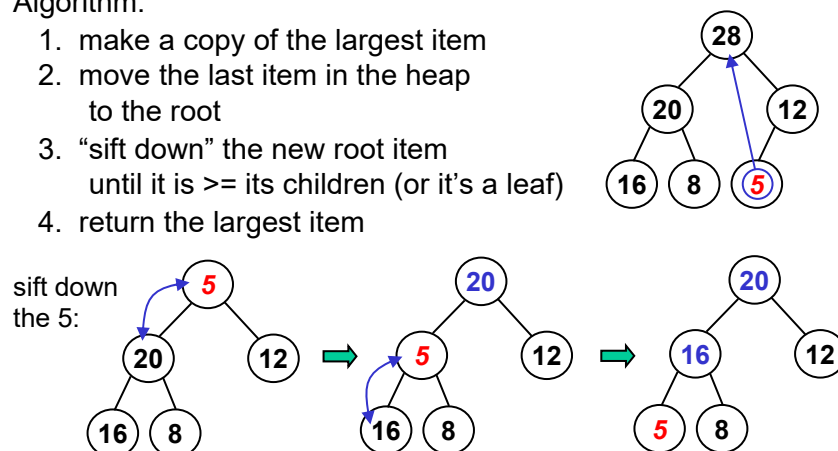 Algorithm:
1. make a copy of the largest item
2. move the last item in the heap
to the root
3. “sift down” the new root item
until it is >= its children (or it’s a leaf)
4. return the largest item
28
20 12
16 8 5
sift down
the 5:
5
20 12
16 8
20
5 12
16 8
20
16 12
5 8